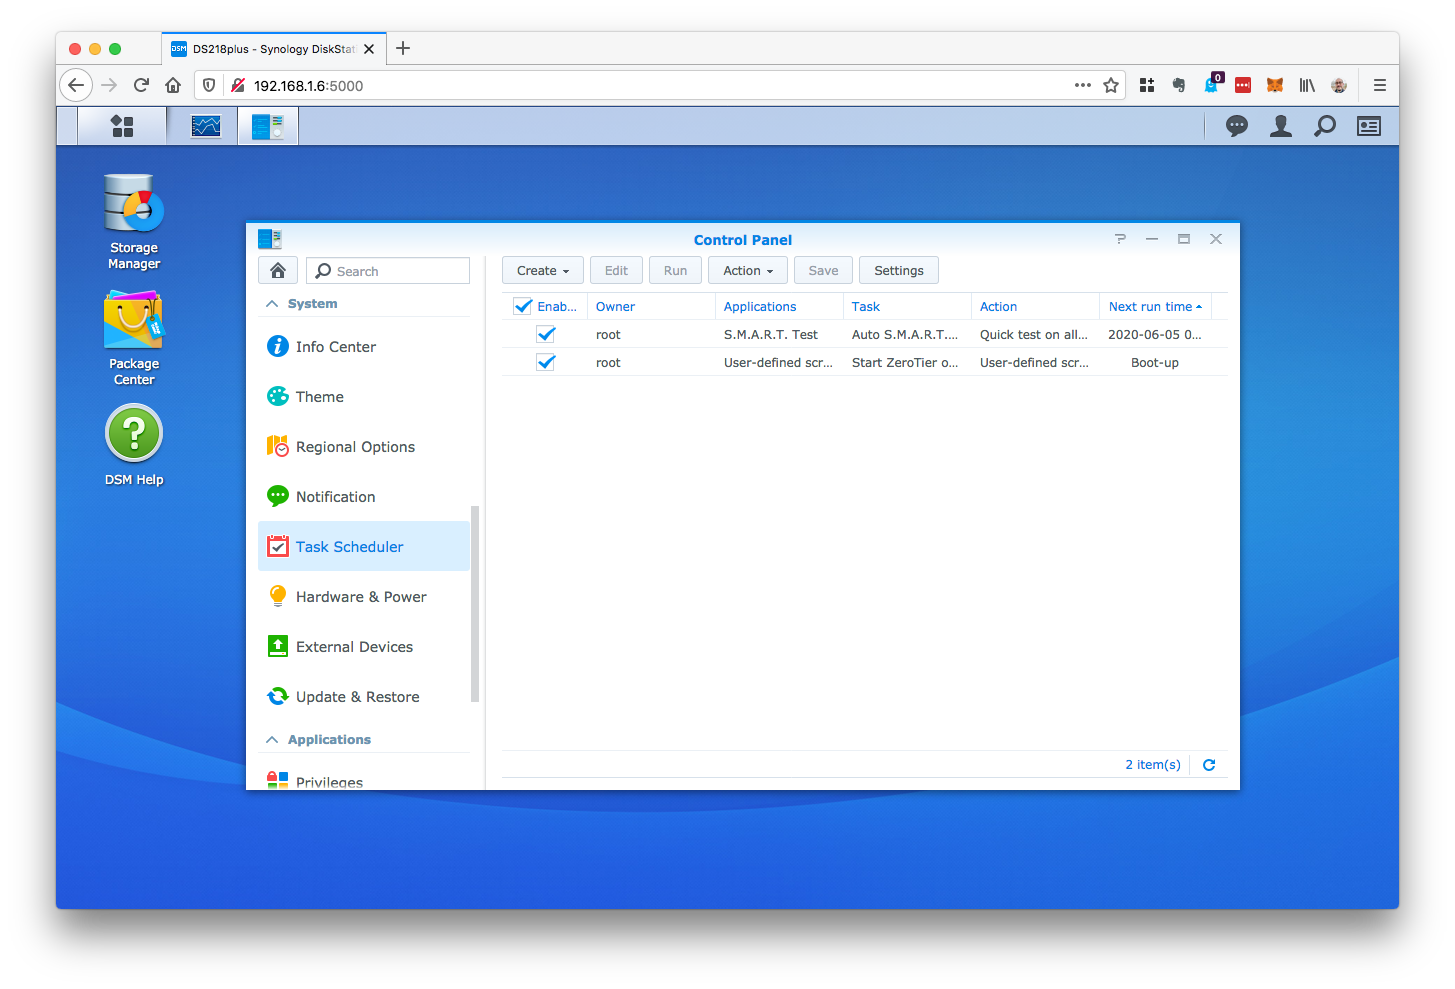 DS218plus - Synology DiskStat
192.168.1.6:5000
0
Storage
Manager
Package
Center
DSM Help
Control Panel
Search
Create
Edit
Run
Action
Save
Settings
System
Info Center
Theme
Regional Options
Notification
Task Scheduler
Hardware & Power
External Devices
Update & Restore
Applications
Privileges
Enab... Owner Applications Task Action Next run time
root S.M.A.R.T. Test Auto S.M.A.R.T.... Quick test on all... 2020-06-05 0...
root User-defined scr... Start ZeroTier o... User-defined scr... Boot-up
2 item(s)